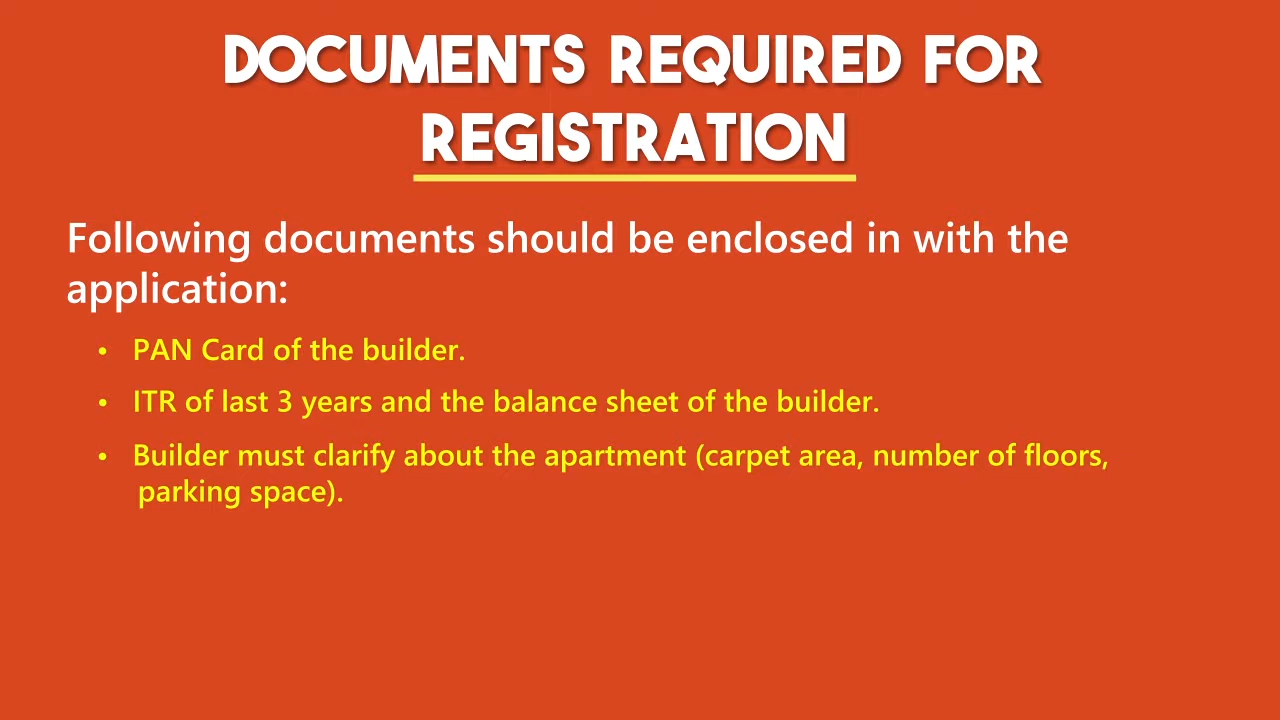 DOCUMENTS REQUIRED FOR
REGISTRATION
Following documents should be enclosed in with the
application:
• PAN Card of the builder.
• ITR of last 3 years and the balance sheet of the builder.
• Builder must clarify about the apartment (carpet area, number of floors,
parking space).